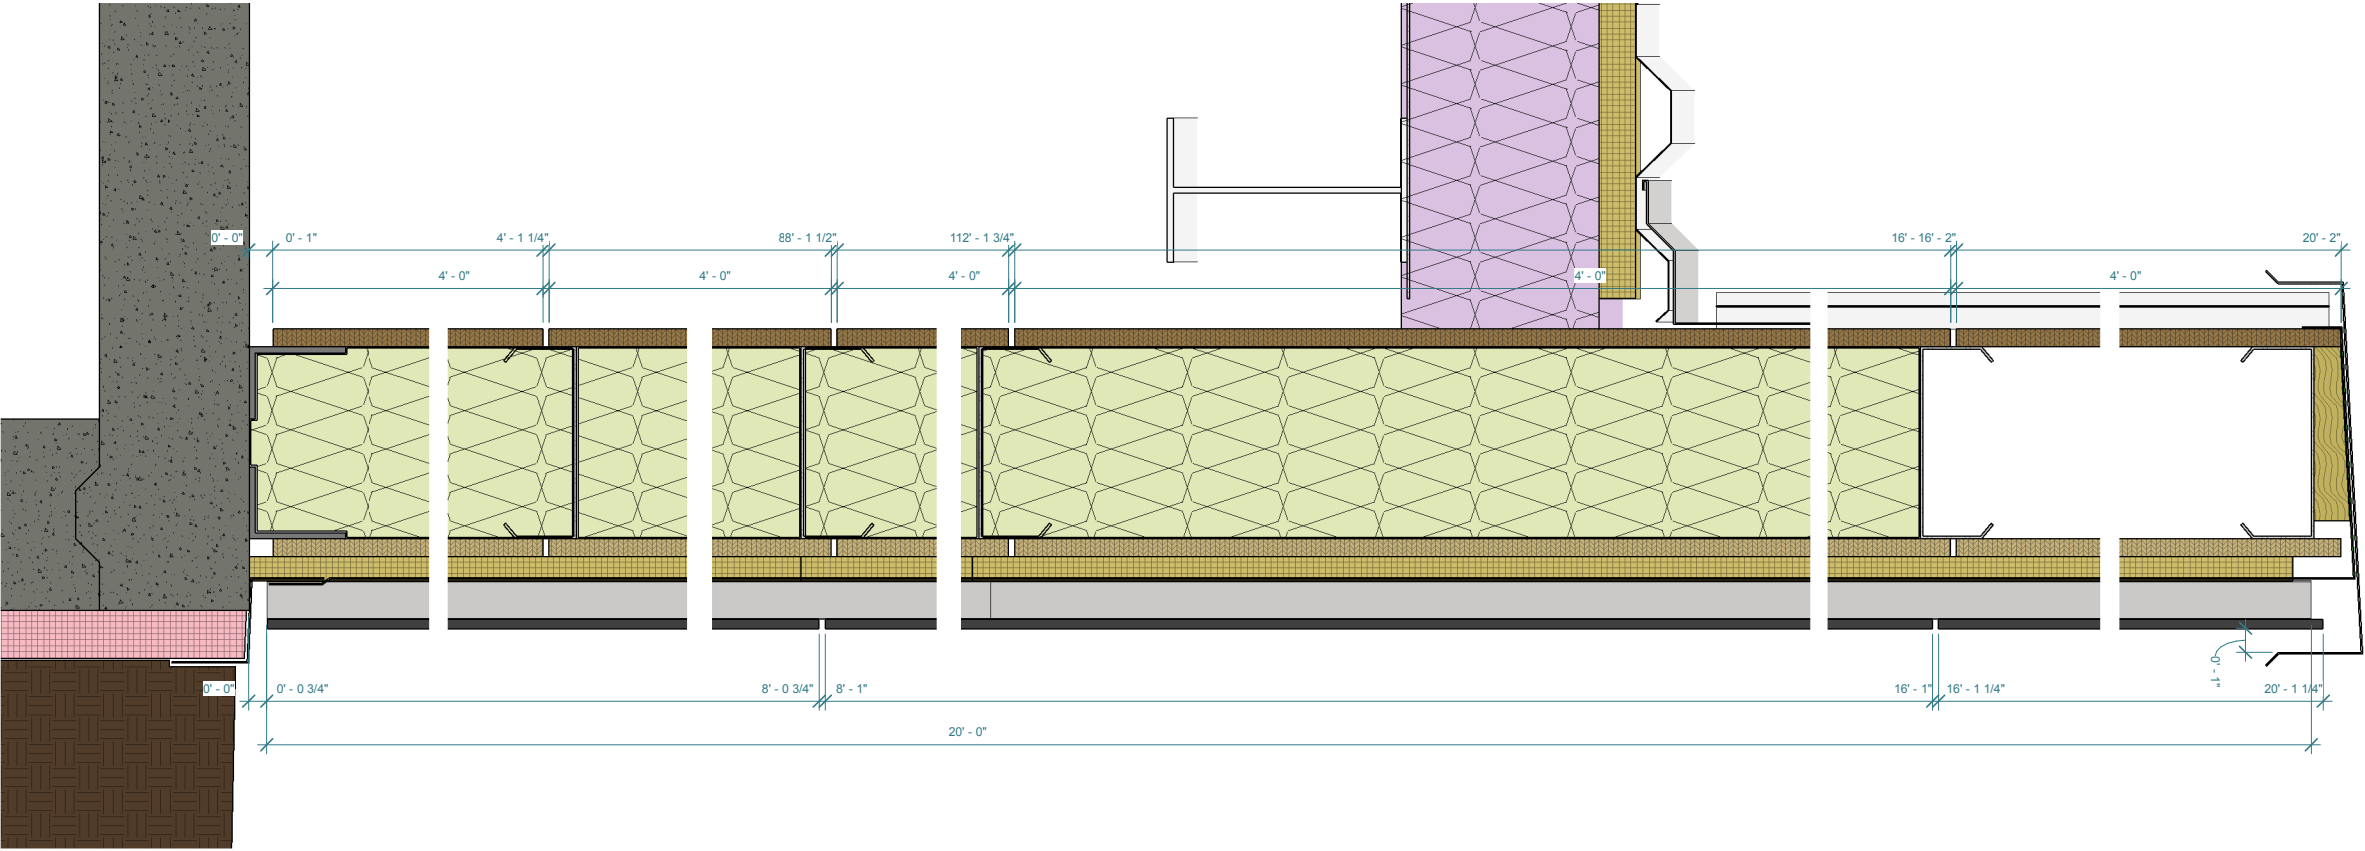 0' - 0" 0' - 1" 4' - 1 1/4" 88' - 1 1/2" 112' - 1 3/4" 16' - 16' - 2" 20' - 2"
4' - 0" 4' - 0" 4' - 0" 4' - 0" 4' - 0"
0' - 1"
0' - 0" 0' - 0 3/4" 8' - 0 3/4" 8' - 1" 16' - 1" 16' - 1 1/4" 20' - 1 1/4"
20' - 0"